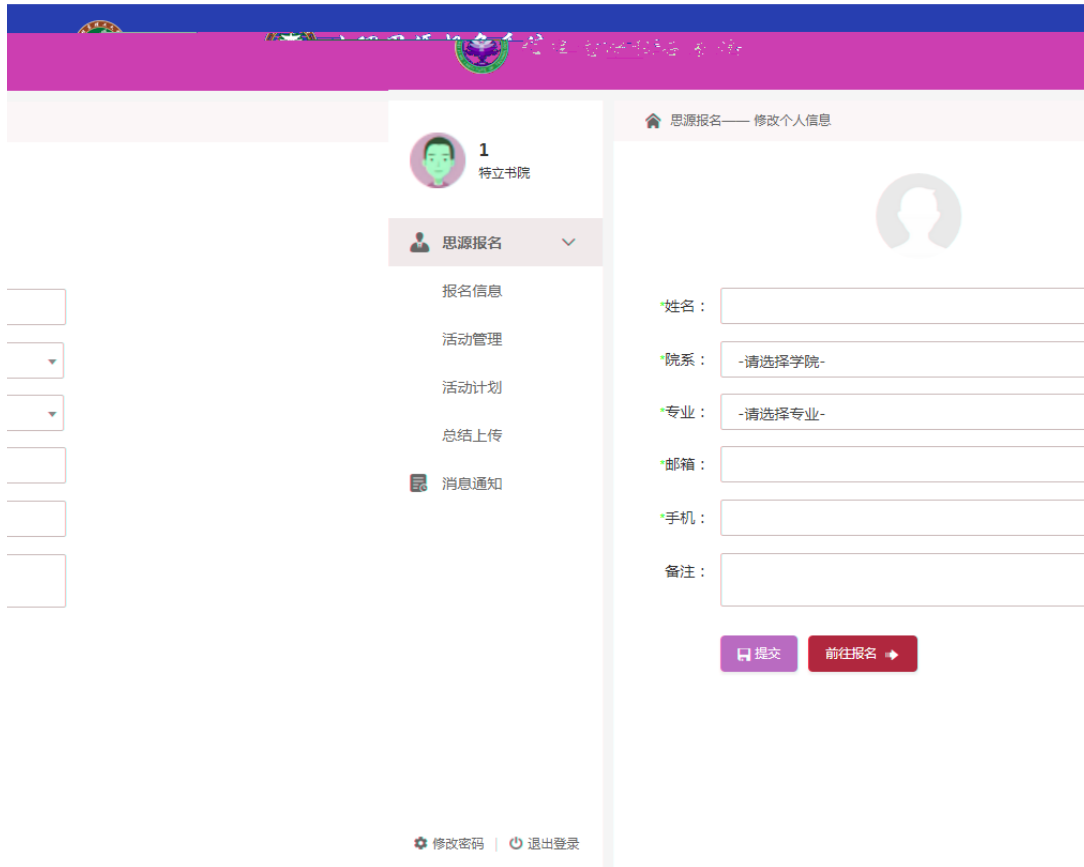 1
特立书院
思源报名
报名信息
活动管理
活动计划
总结上传
消息通知
修改密码 | 退出登录
思源报名—— 修改个人信息
*姓名：
*院系： -请选择学院-
*专业： -请选择专业-
*邮箱：
*手机：
备注：
提交 前往报名